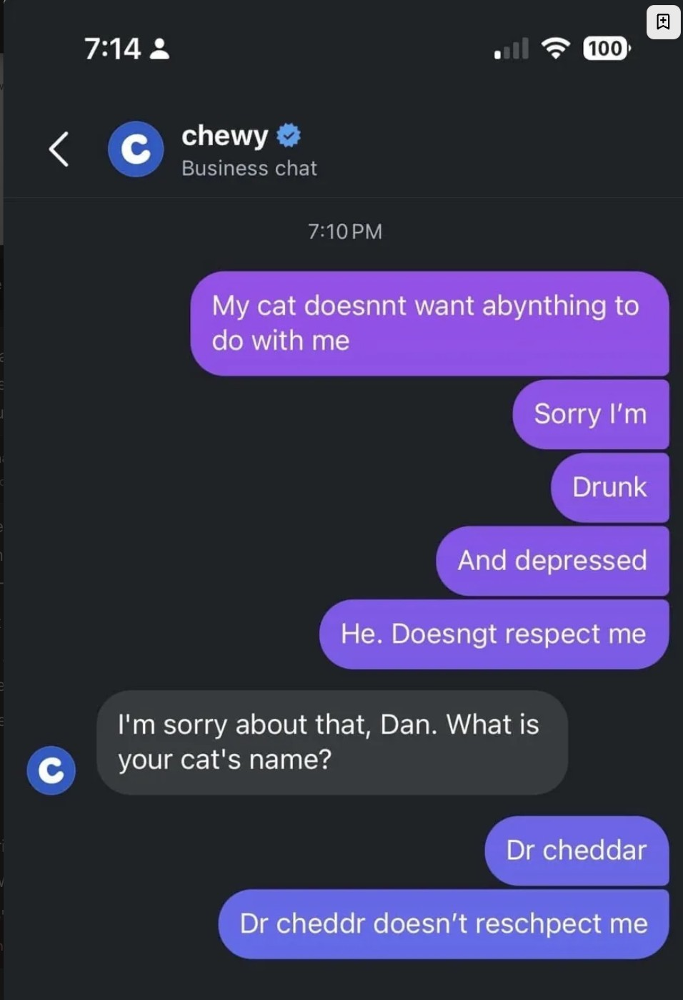 7:14
100
C
chewy
Business chat
7:10 PM
My cat doesnnt want abynthing to
do with me
Sorry I’m
Drunk
And depressed
He. Doesngt respect me
I'm sorry about that, Dan. What is
your cat's name?
C
Dr cheddar
Dr cheddr doesn’t reschpect me